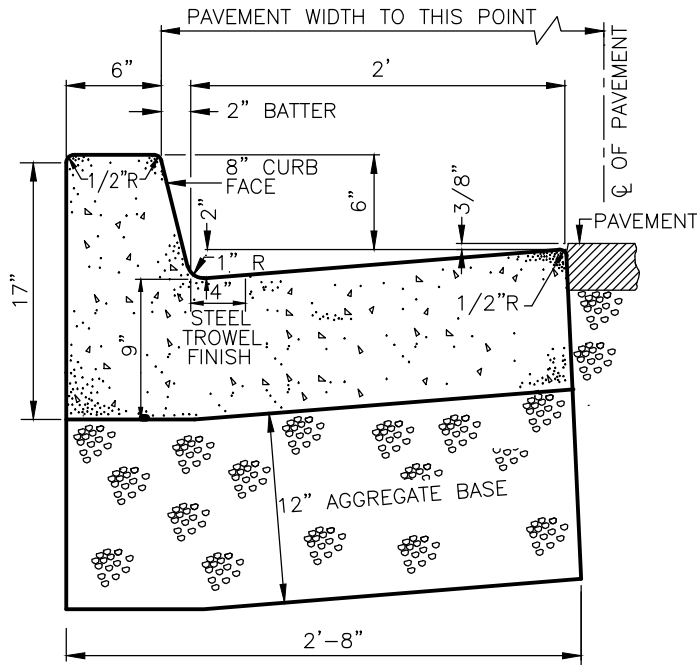 PAVEMENT WIDTH TO THIS POINT
6"
2'
2" BATTER
℄ OF PAVEMENT
8" CURB
FACE
1/2"R
2"
6"
3/8"
PAVEMENT
17"
1" R
4"
STEEL
TROWEL
FINISH
9"
1/2"R
12" AGGREGATE BASE
2'-8"